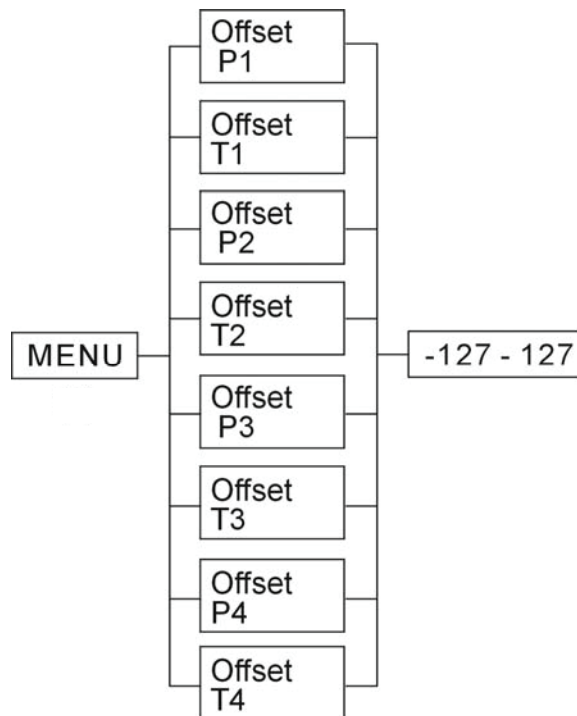 Offset
P1
Offset
T1
Offset
P2
Offset
T2
MENU
-127 - 127
Offset
P3
Offset
T3
Offset
P4
Offset
T4